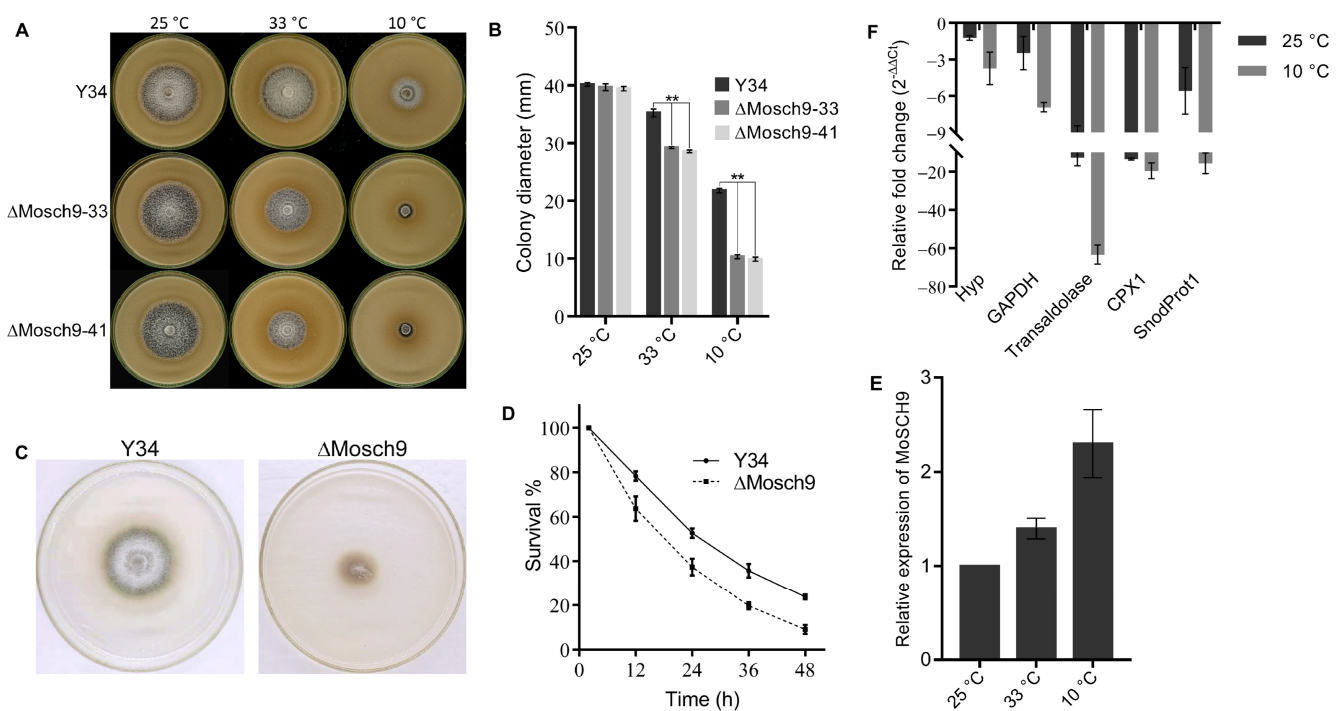 A
25 °C
33 °C
10 °C
Y34
ΔMosch9-33
ΔMosch9-41
B
Colony diameter (mm)
50
40
30
20
10
0
Y34
ΔMosch9-33
ΔMosch9-41
**
**
25 °C
33 °C
10 °C
F
Relative fold change (2-ΔΔCt)
0
−3
−6
−9
−20
−40
−60
−80
25 °C
10 °C
Hyp
GAPDH
Transaldolase
CPX1
SnodProt1
C
Y34
ΔMosch9
D
Survival %
100
80
60
40
20
0
Y34
ΔMosch9
0
12
24
36
48
Time (h)
E
Relative expression of MoSCH9
3
2
1
0
25 °C
33 °C
10 °C